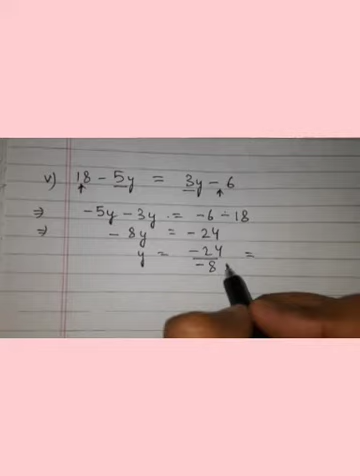 v) 18 - 5y = 3y - 6
⇒ -5y - 3y = -6 - 18
⇒ -8y = -24
y = -24/-8 =